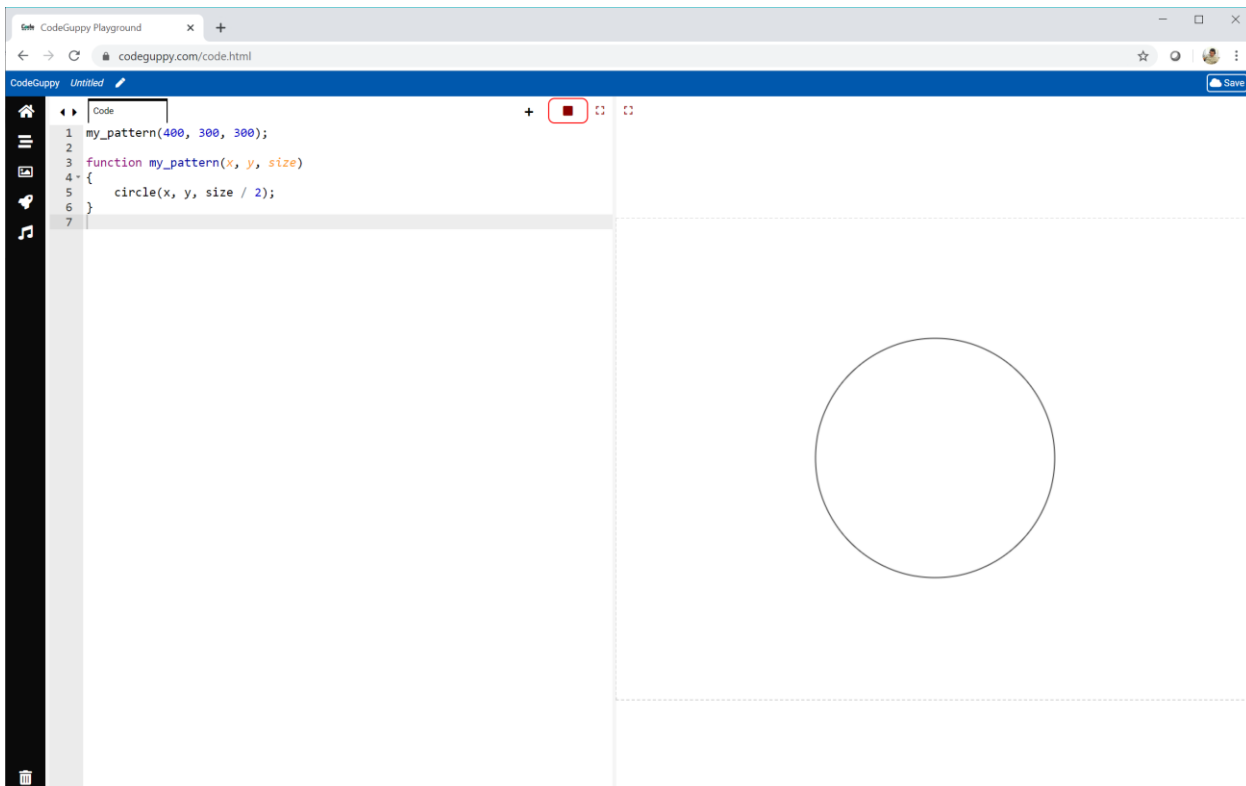 Code CodeGuppy Playground
codeguppy.com/code.html
CodeGuppy Untitled Save
Code
1 my_pattern(400, 300, 300);
2
3 function my_pattern(x, y, size)
4 {
5 circle(x, y, size / 2);
6 }
7